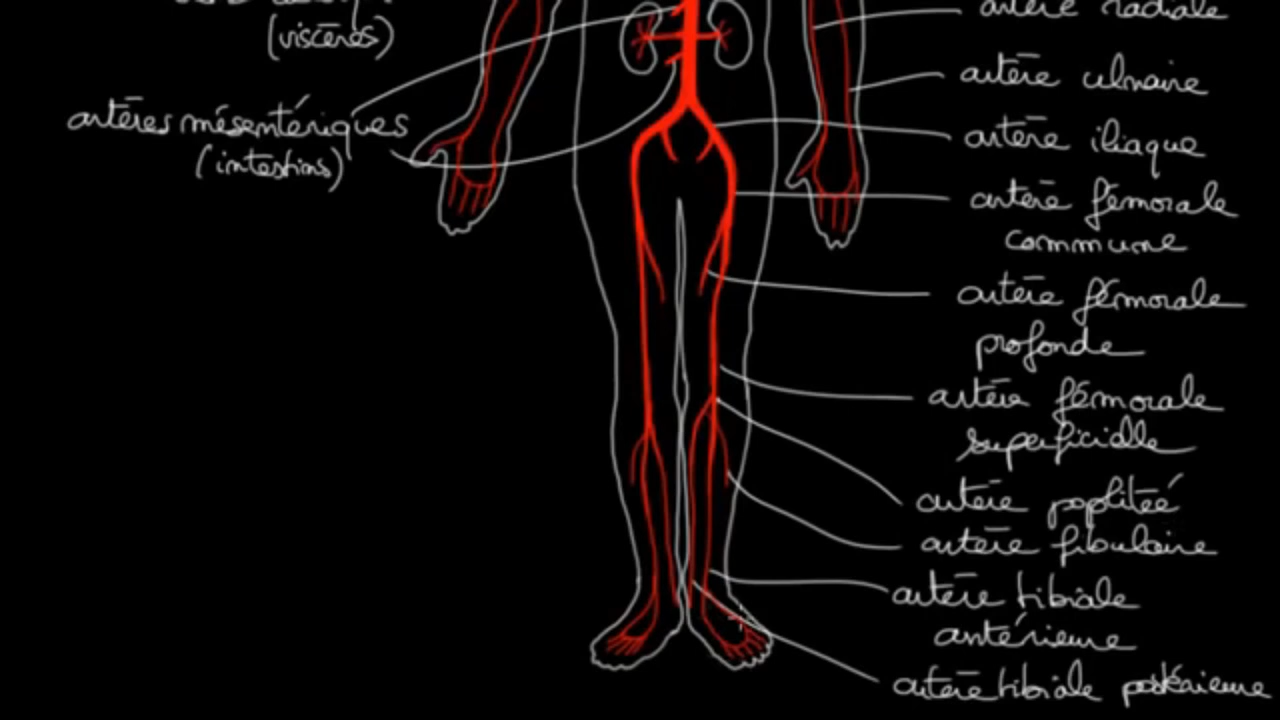 (viscères)
artères mésentériques
(intestins)
artère radiale
artère ulnaire
artère iliaque
artère fémorale
commune
artère fémorale
profonde
artère fémorale
superficielle
artère poplitéé
artère fibulaire
artère tibiale
antérieure
artère tibiale postérieure